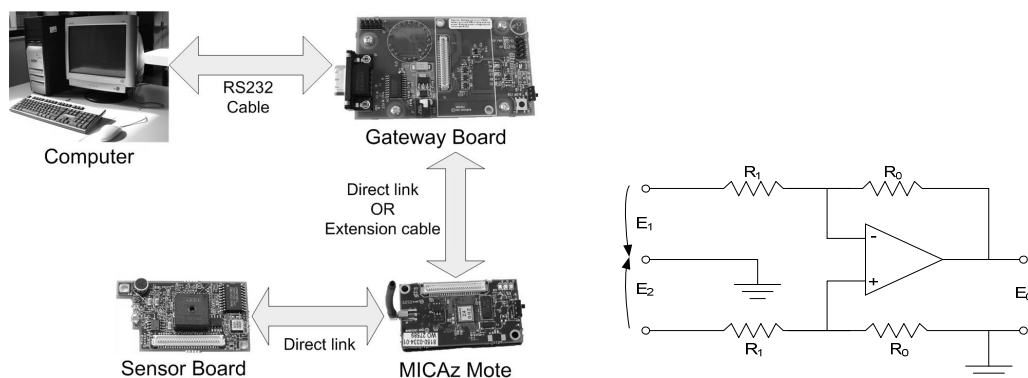 RS232
Cable
Computer
Gateway Board
Direct link
OR
Extension cable
Direct link
Sensor Board
MICAz Mote
R1
R0
E1
-
E2
+
R1
R0